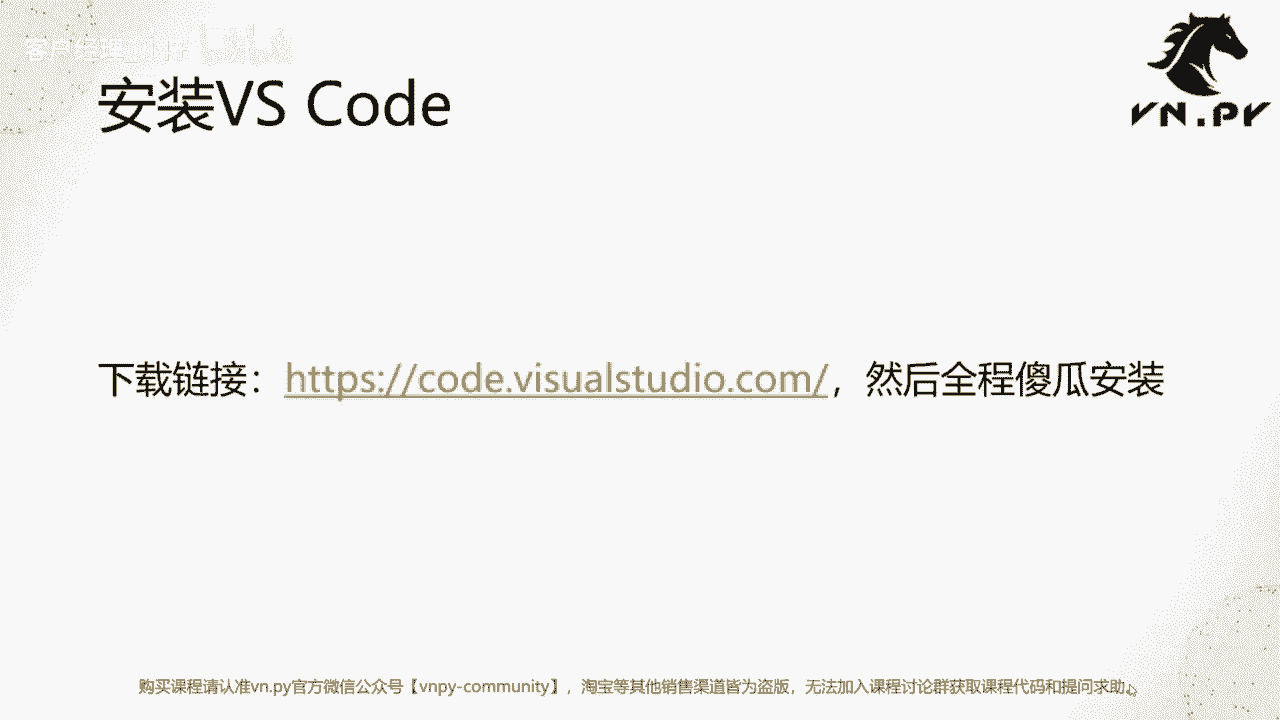 客户经理_
VN.PY
安装VS Code
下载链接：https://code.visualstudio.com/，然后全程傻瓜安装
购买课程请认准vn.py官方微信公众号【vnpy-community】，淘宝等其他销售渠道皆为盗版，无法加入课程讨论群获取课程代码和提问求助。